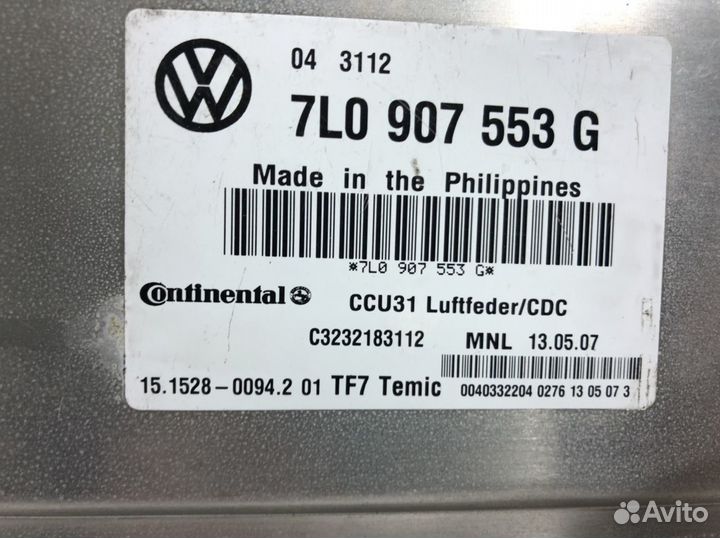 04 3112
7L0 907 553 G
Made in the Philippines
*7L0 907 553 G*
Continental CCU31 Luftfeder/CDC
C3232183112 MNL 13.05.07
15.1528-0094.2 01 TF7 Temic 0040332204 0276 13 05 07 3
Avito